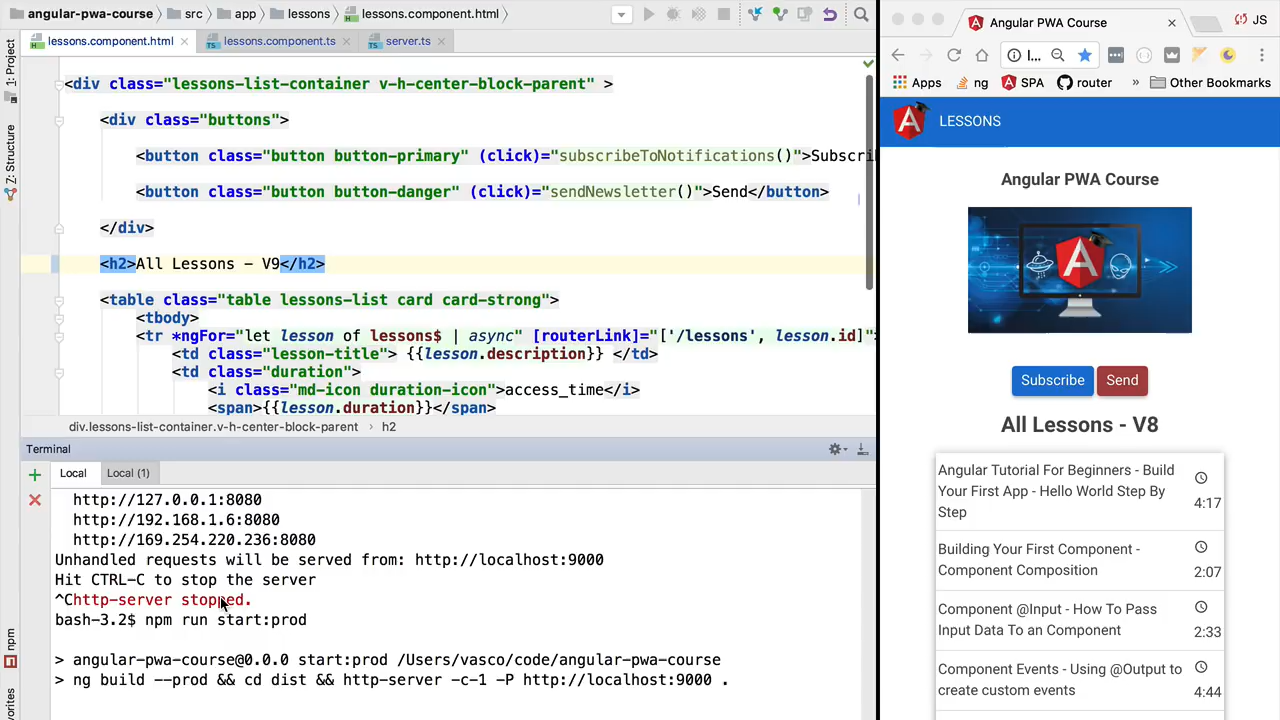 angular-pwa-course
src
app
lessons
lessons.component.html
lessons.component.html
lessons.component.ts
server.ts
1: Project
Z: Structure
npm
<div class="lessons-list-container v-h-center-block-parent" >
<div class="buttons">
<button class="button button-primary" (click)="subscribeToNotifications()">Subscri
<button class="button button-danger" (click)="sendNewsletter()">Send</button>
</div>
<h2>All Lessons - V9</h2>
<table class="table lessons-list card card-strong">
<tbody>
<tr *ngFor="let lesson of lessons$ | async" [routerLink]="['/lessons', lesson.id]"
<td class="lesson-title"> {{lesson.description}} </td>
<td class="duration">
<i class="md-icon duration-icon">access_time</i>
<span>{{lesson.duration}}</span>
div.lessons-list-container.v-h-center-block-parent
h2
Terminal
Local
Local (1)
http://127.0.0.1:8080
http://192.168.1.6:8080
http://169.254.220.236:8080
Unhandled requests will be served from: http://localhost:9000
Hit CTRL-C to stop the server
^Chttp-server stopped.
bash-3.2$ npm run start:prod
> angular-pwa-course@0.0.0 start:prod /Users/vasco/code/angular-pwa-course
> ng build --prod && cd dist && http-server -c-1 -P http://localhost:9000 .
Angular PWA Course
JS
l...
Apps
ng
SPA
router
»
Other Bookmarks
LESSONS
Angular PWA Course
Subscribe
Send
All Lessons - V8
Angular Tutorial For Beginners - Build
Your First App - Hello World Step By
Step
4:17
Building Your First Component -
Component Composition
2:07
Component @Input - How To Pass
Input Data To an Component
2:33
Component Events - Using @Output to
create custom events
4:44